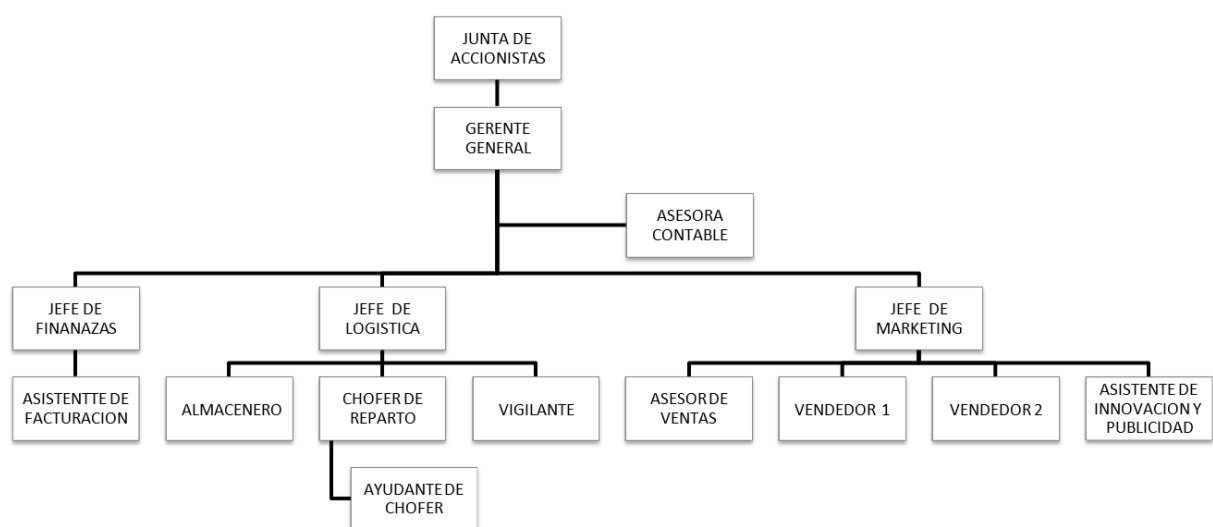 JUNTA DE
ACCIONISTAS
GERENTE
GENERAL
ASESORA
CONTABLE
JEFE DE
FINANAZAS
JEFE DE
LOGISTICA
JEFE DE
MARKETING
ASISTENTTE DE
FACTURACION
ALMACENERO
CHOFER DE
REPARTO
VIGILANTE
ASESOR DE
VENTAS
VENDEDOR 1
VENDEDOR 2
ASISTENTE DE
INNOVACION Y
PUBLICIDAD
AYUDANTE DE
CHOFER